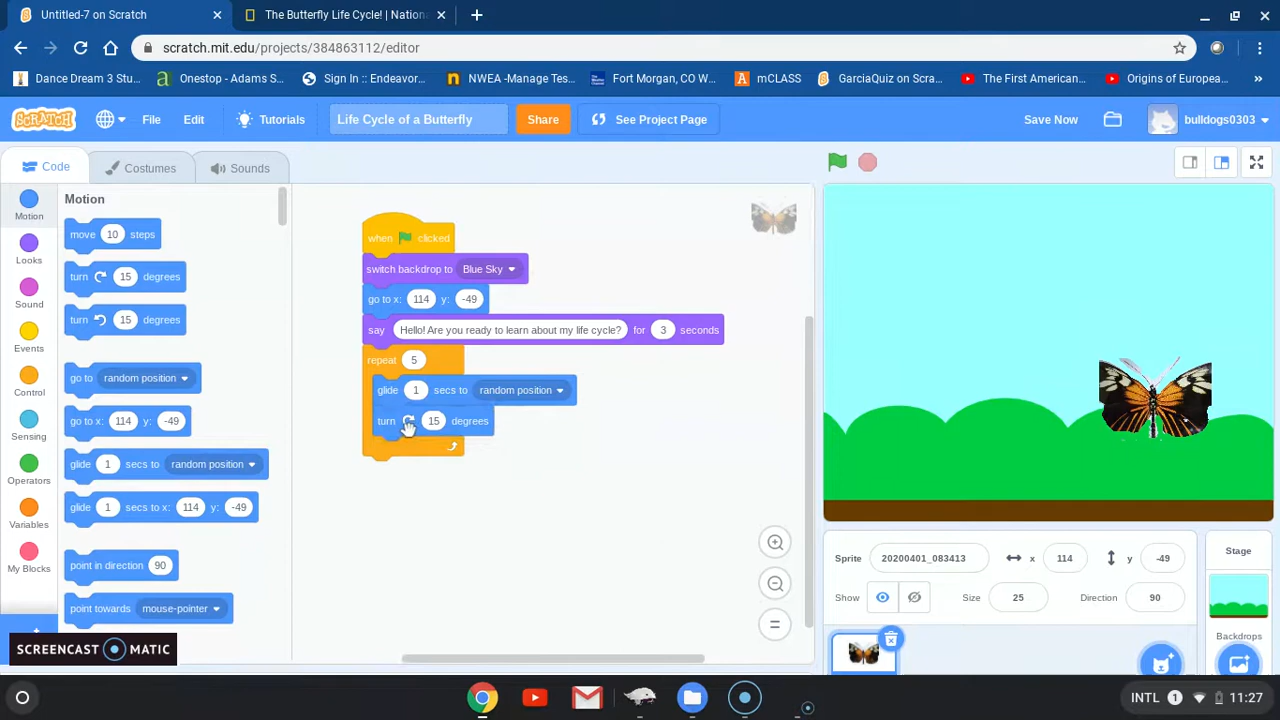 Untitled-7 on Scratch
The Butterfly Life Cycle! | Nation
scratch.mit.edu/projects/384863112/editor
Dance Dream 3 Stu...
Onestop - Adams S...
Sign In :: Endeavor...
NWEA -Manage Tes...
Fort Morgan, CO W...
mCLASS
GarciaQuiz on Scra...
The First American...
Origins of European...
SCRATCH
File
Edit
Tutorials
Life Cycle of a Butterfly
Share
See Project Page
Save Now
bulldogs0303
Code
Costumes
Sounds
Motion
Looks
Sound
Events
Control
Sensing
Operators
Variables
My Blocks
Motion
move 10 steps
turn 15 degrees
turn 15 degrees
go to random position
go to x: 114 y: -49
glide 1 secs to random position
glide 1 secs to x: 114 y: -49
point in direction 90
point towards mouse-pointer
when clicked
switch backdrop to Blue Sky
go to x: 114 y: -49
say Hello! Are you ready to learn about my life cycle? for 3 seconds
repeat 5
glide 1 secs to random position
turn 15 degrees
Sprite 20200401_083413 x 114 y -49
Show Size 25 Direction 90
Stage
Backdrops
SCREENCAST MATIC
INTL 1 11:27